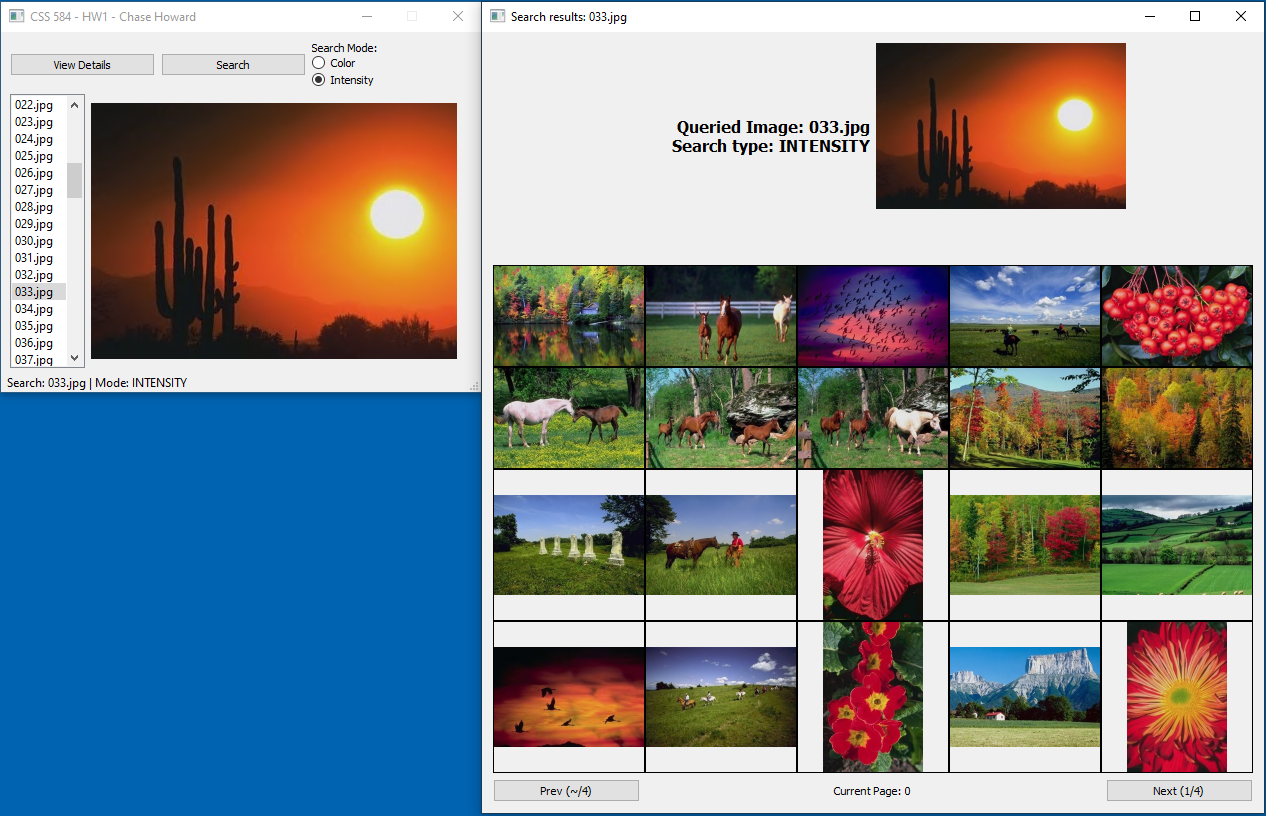 CSS 584 - HW1 - Chase Howard
View Details
Search
Search Mode:
Color
Intensity
022.jpg
023.jpg
024.jpg
025.jpg
026.jpg
027.jpg
028.jpg
029.jpg
030.jpg
031.jpg
032.jpg
033.jpg
034.jpg
035.jpg
036.jpg
037.jpg
Search: 033.jpg | Mode: INTENSITY
Search results: 033.jpg
Queried Image: 033.jpg
Search type: INTENSITY
Prev (~/4)
Current Page: 0
Next (1/4)